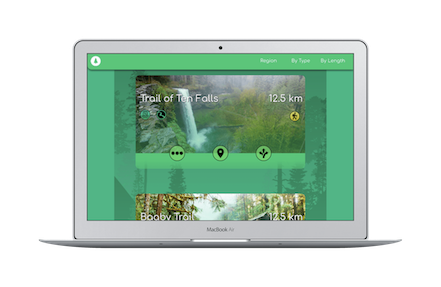 Region By Type By Length
Trail of Ten Falls 12.5 km
Booby Trail 12.5 km
MacBook Air